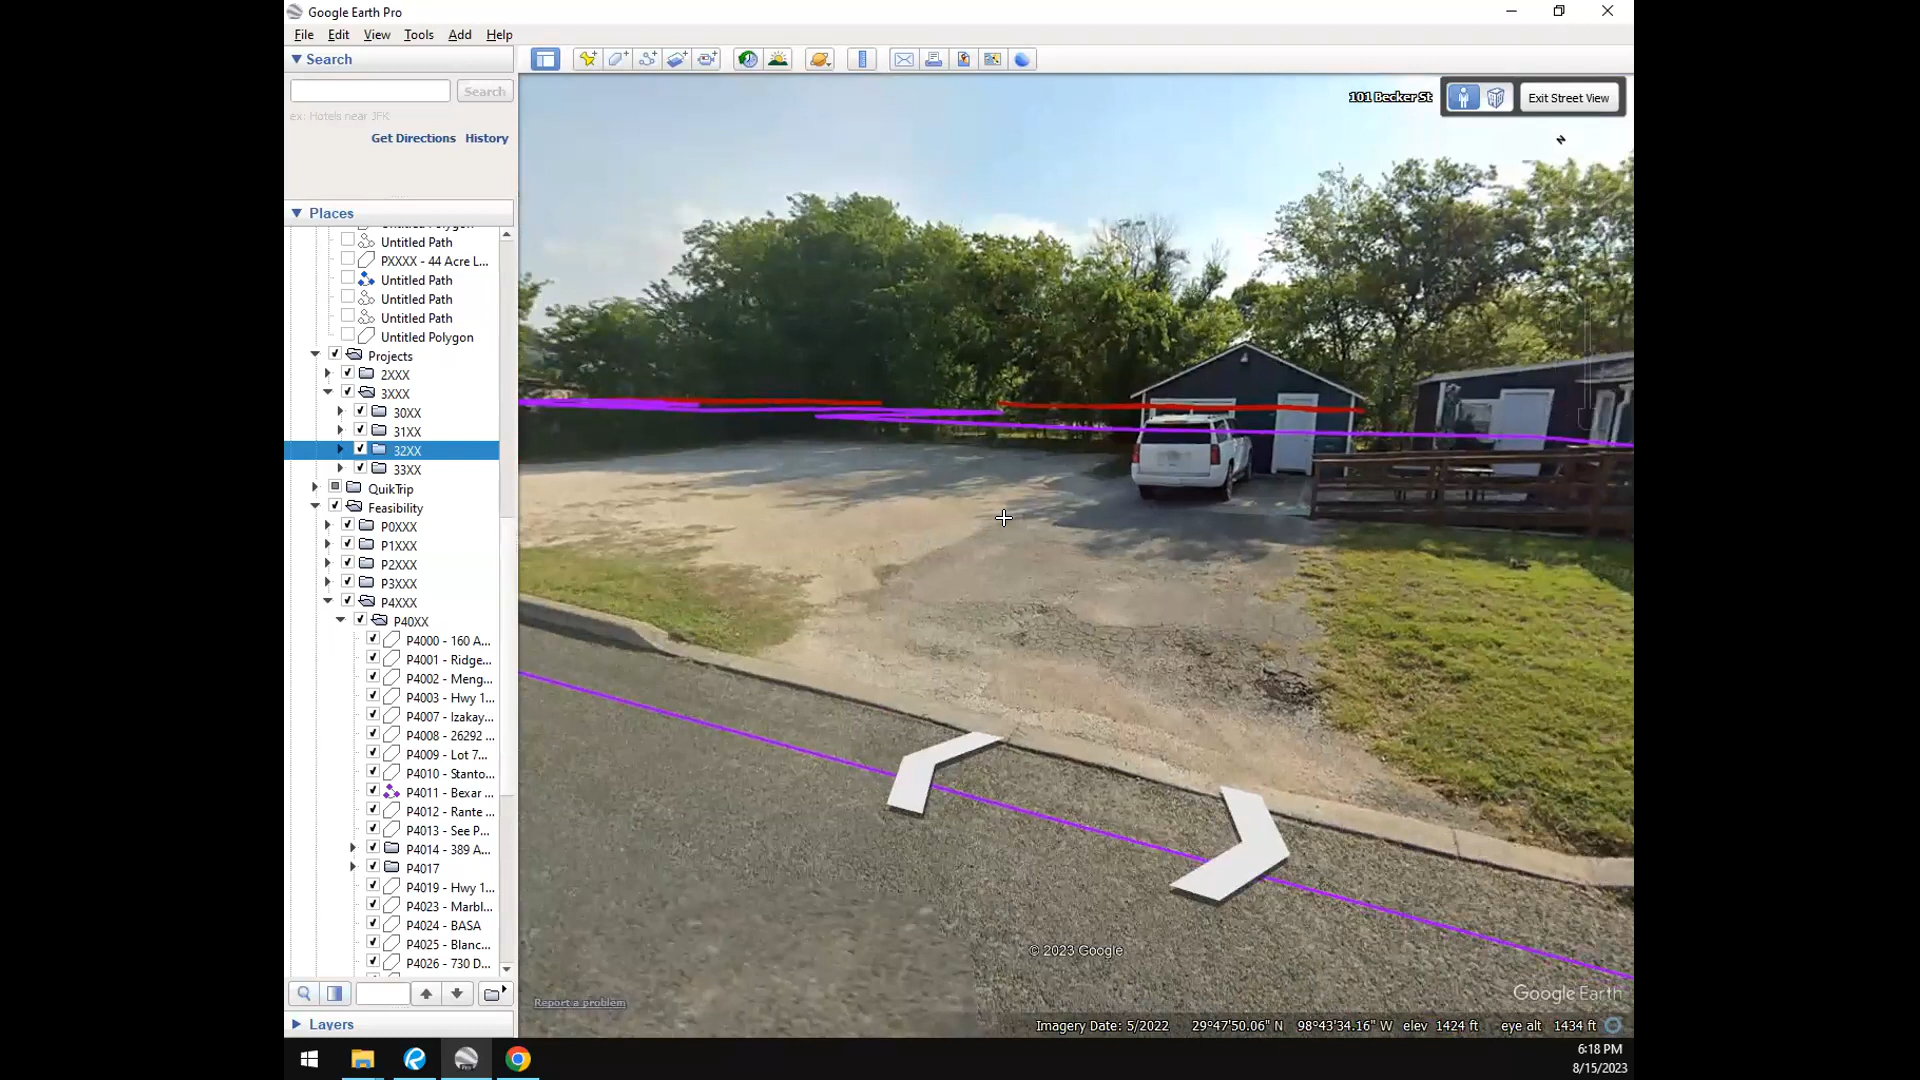 Google Earth Pro
File Edit View Tools Add Help
Search
Search
ex: Hotels near JFK
Get Directions History
Places
Untitled Polygon
Untitled Path
PXXXX - 44 Acre L...
Untitled Path
Untitled Path
Untitled Path
Untitled Polygon
Projects
2XXX
3XXX
30XX
31XX
32XX
33XX
QuikTrip
Feasibility
P0XXX
P1XXX
P2XXX
P3XXX
P4XXX
P40XX
P4000 - 160 A...
P4001 - Ridge...
P4002 - Meng...
P4003 - Hwy 1...
P4007 - Izakay...
P4008 - 26292 ...
P4009 - Lot 7...
P4010 - Stanto...
P4011 - Bexar ...
P4012 - Rante ...
P4013 - See P...
P4014 - 389 A...
P4017
P4019 - Hwy 1...
P4023 - Marbl...
P4024 - BASA
P4025 - Blanc...
P4026 - 730 D...
Layers
101 Becker St
Exit Street View
N
© 2023 Google
Report a problem
Google Earth
Imagery Date: 5/2022 29°47'50.06" N 98°43'34.16" W elev 1424 ft eye alt 1434 ft
6:18 PM
8/15/2023